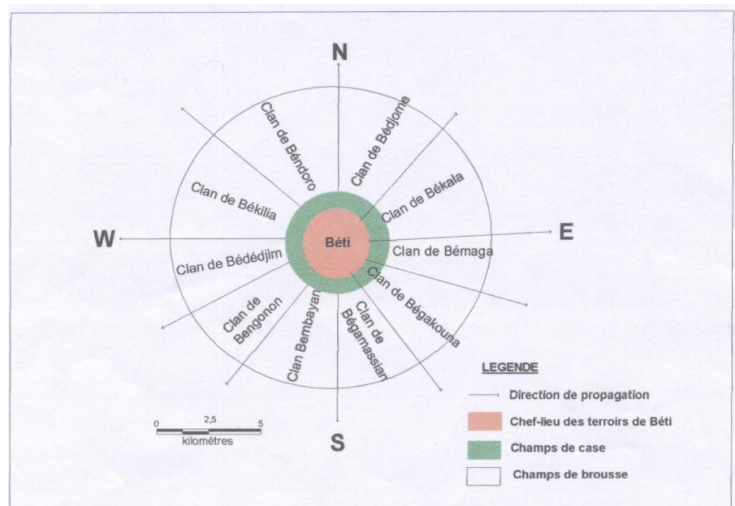 N
Clan de Béndoro
Clan de Bédjome
Clan de Békilia
Clan de Békala
W
Béti
E
Clan de Bédédjim
Clan de Bémaga
Clan de
Bengonon
Clan Bembayan
Clan de
Bégamassian
Clan de Bégakouna
S
2,5
5
kilomètres
LEGENDE
Direction de propagation
Chef-lieu des terroirs de Béti
Champs de case
Champs de brousse